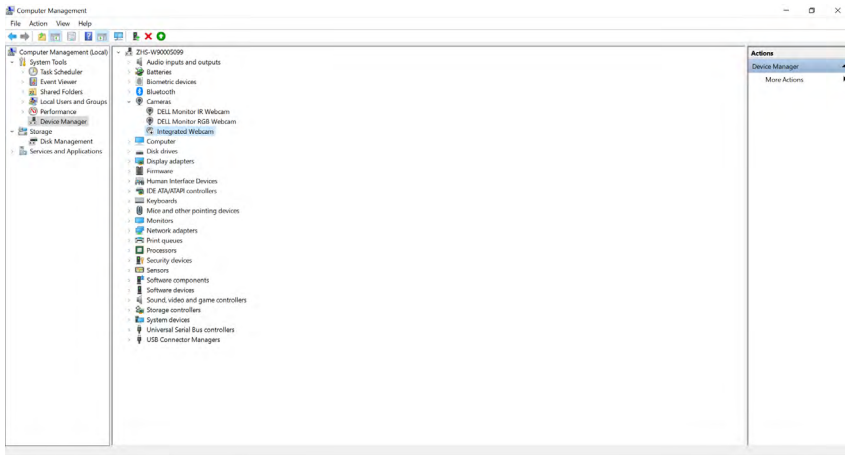 Computer Management
File Action View Help
Computer Management (Local)
System Tools
Task Scheduler
Event Viewer
Shared Folders
Local Users and Groups
Performance
Device Manager
Storage
Disk Management
Services and Applications
ZHS-W90005099
Audio inputs and outputs
Batteries
Biometric devices
Bluetooth
Cameras
DELL Monitor IR Webcam
DELL Monitor RGB Webcam
Integrated Webcam
Computer
Disk drives
Display adapters
Firmware
Human Interface Devices
IDE ATA/ATAPI controllers
Keyboards
Mice and other pointing devices
Monitors
Network adapters
Print queues
Processors
Security devices
Sensors
Software components
Software devices
Sound, video and game controllers
Storage controllers
System devices
Universal Serial Bus controllers
USB Connector Managers
Actions
Device Manager
More Actions